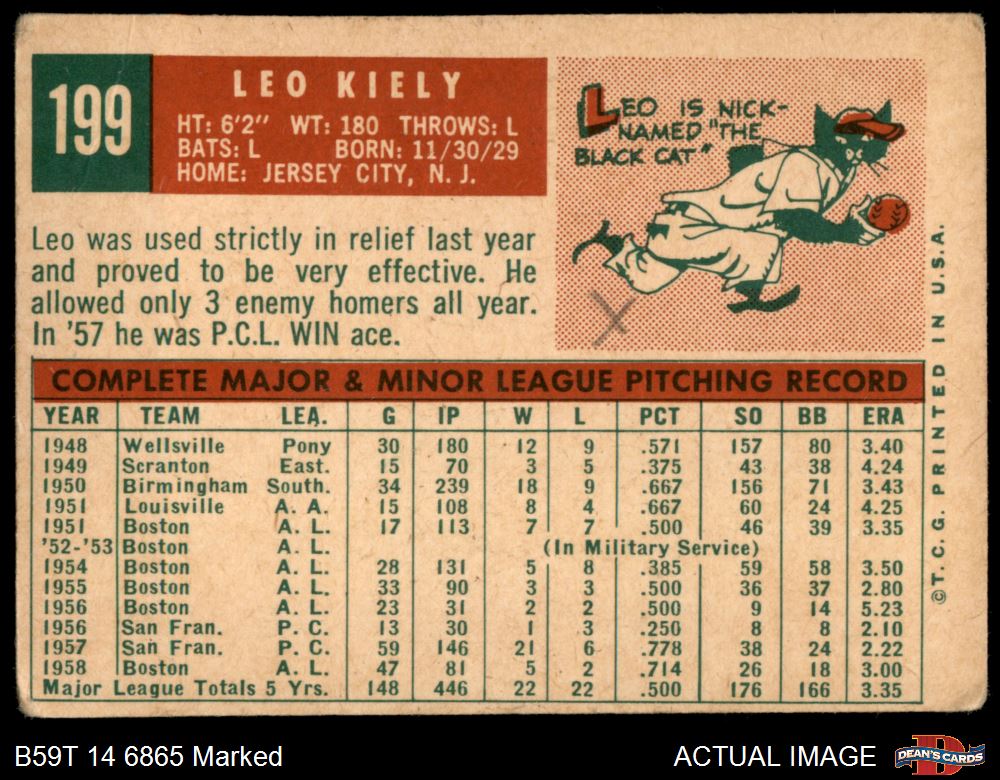 199
LEO KIELY
HT: 6'2" WT: 180 THROWS: L
BATS: L BORN: 11/30/29
HOME: JERSEY CITY, N. J.
LEO IS NICK-
NAMED "THE
BLACK CAT"
Leo was used strictly in relief last year
and proved to be very effective. He
allowed only 3 enemy homers all year.
In '57 he was P.C.L. WIN ace.
X
COMPLETE MAJOR & MINOR LEAGUE PITCHING RECORD
YEAR TEAM LEA. G IP W L PCT SO BB ERA
1948 Wellsville Pony 30 180 12 9 .571 157 80 3.40
1949 Scranton East. 15 70 3 5 .375 43 38 4.24
1950 Birmingham South. 34 239 18 9 .667 156 71 3.43
1951 Louisville A. A. 15 108 8 4 .667 60 24 4.25
1951 Boston A. L. 17 113 7 7 .500 46 39 3.35
'52-'53 Boston A. L. (In Military Service)
1954 Boston A. L. 28 131 5 8 .385 59 58 3.50
1955 Boston A. L. 33 90 3 3 .500 36 37 2.80
1956 Boston A. L. 23 31 2 2 .500 9 14 5.23
1956 San Fran. P. C. 13 30 1 3 .250 8 8 2.10
1957 San Fran. P. C. 59 146 21 6 .778 38 24 2.22
1958 Boston A. L. 47 81 5 2 .714 26 18 3.00
Major League Totals 5 Yrs. 148 446 22 22 .500 176 166 3.35
©T. C. G. PRINTED IN U.S.A.
B59T 14 6865 Marked
ACTUAL IMAGE
D
DEAN'S CARDS